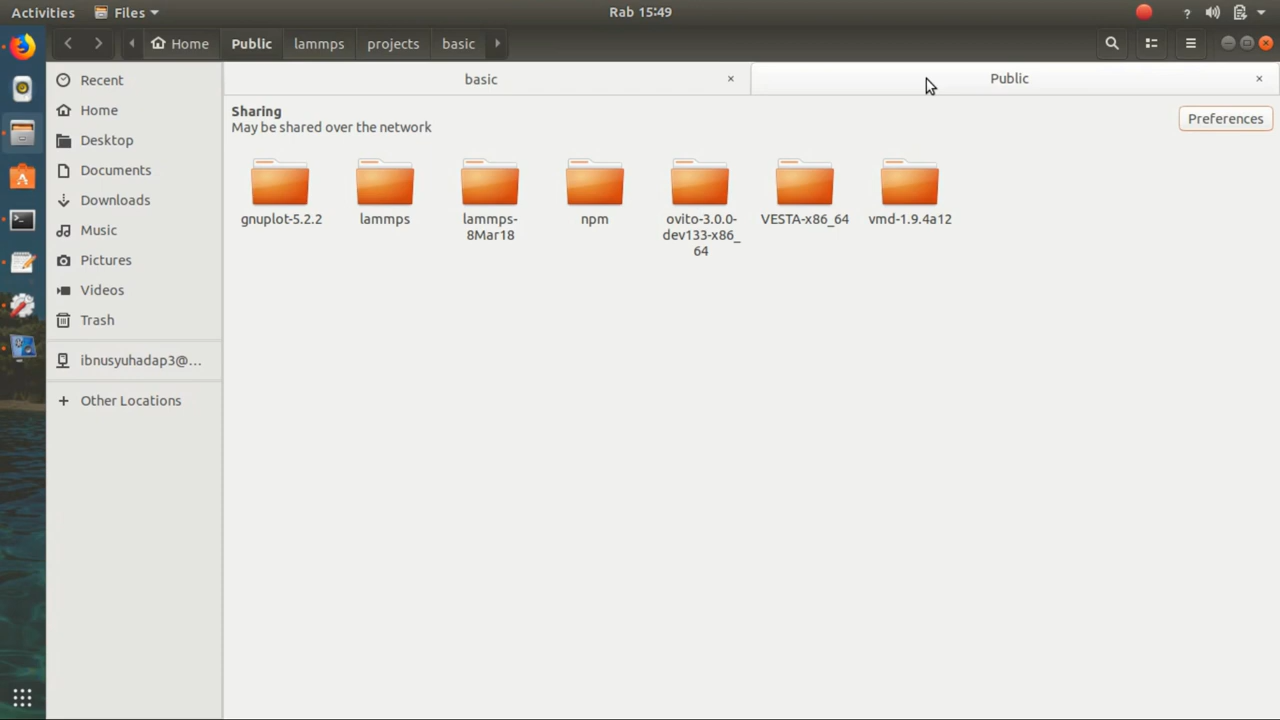 Activities Files Rab 15:49 ?
Home Public lammps projects basic
Recent
Home
Desktop
Documents
Downloads
Music
Pictures
Videos
Trash
ibnusyuhadap3@...
+ Other Locations
basic × Public ×
Sharing
May be shared over the network
Preferences
gnuplot-5.2.2
lammps
lammps-
8Mar18
npm
ovito-3.0.0-
dev133-x86_
64
VESTA-x86_64
vmd-1.9.4a12